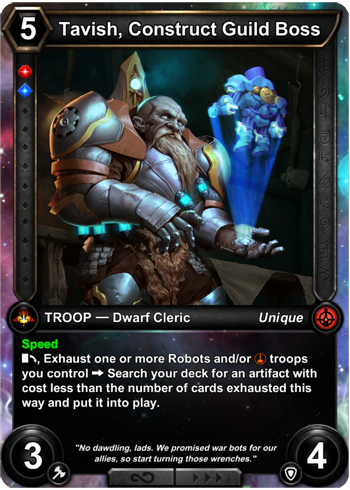 5 Tavish, Construct Guild Boss
TROOP — Dwarf Cleric Unique
Speed
, Exhaust one or more Robots and/or troops
you control ➡ Search your deck for an artifact with
cost less than the number of cards exhausted this
way and put it into play.
"No dawdling, lads. We promised war bots for our
allies, so start turning those wrenches."
3 4